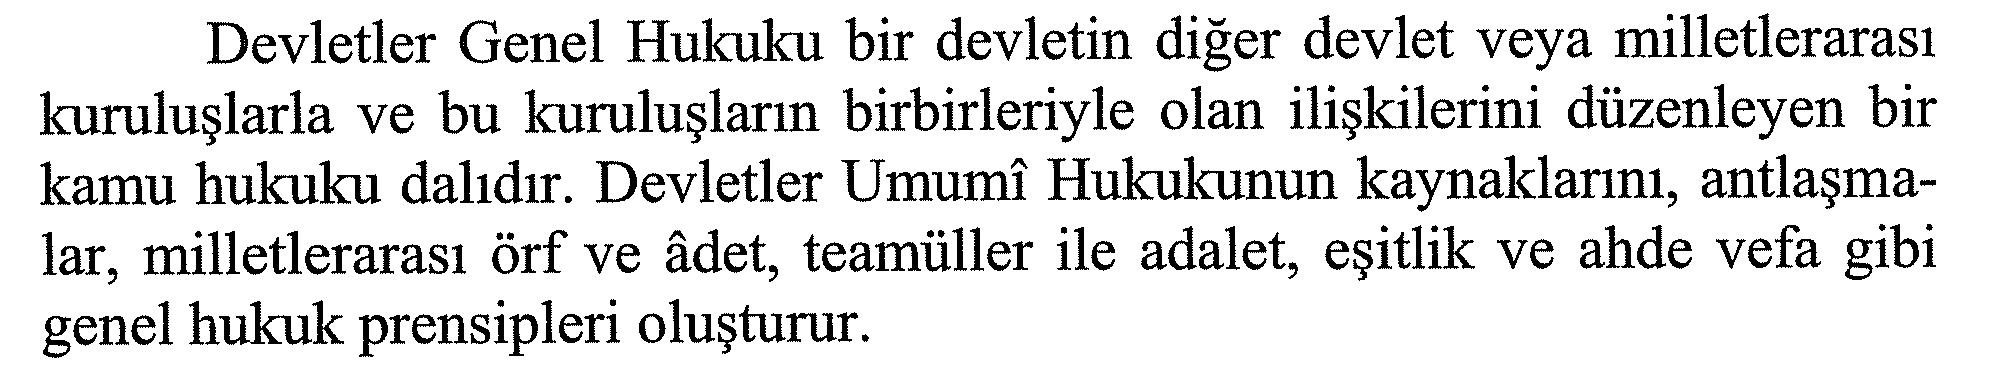 Devletler Genel Hukuku bir devletin diğer devlet veya milletlerarası
kuruluşlarla ve bu kuruluşların birbirleriyle olan ilişkilerini düzenleyen bir
kamu hukuku dalıdır. Devletler Umumî Hukukunun kaynaklarını, antlaşma-
lar, milletlerarası örf ve âdet, teamüller ile adalet, eşitlik ve ahde vefa gibi
genel hukuk prensipleri oluşturur.